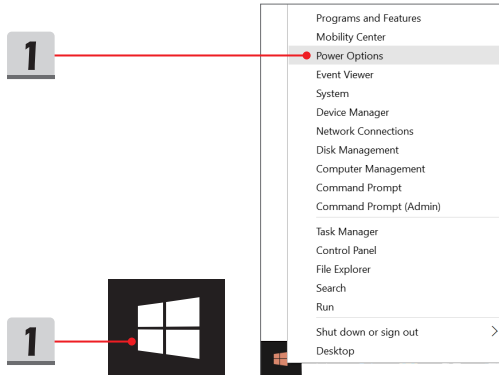 Programs and Features
Mobility Center
1
Power Options
Event Viewer
System
Device Manager
Network Connections
Disk Management
Computer Management
Command Prompt
Command Prompt (Admin)
Task Manager
Control Panel
File Explorer
Search
Run
1
Shut down or sign out
Desktop